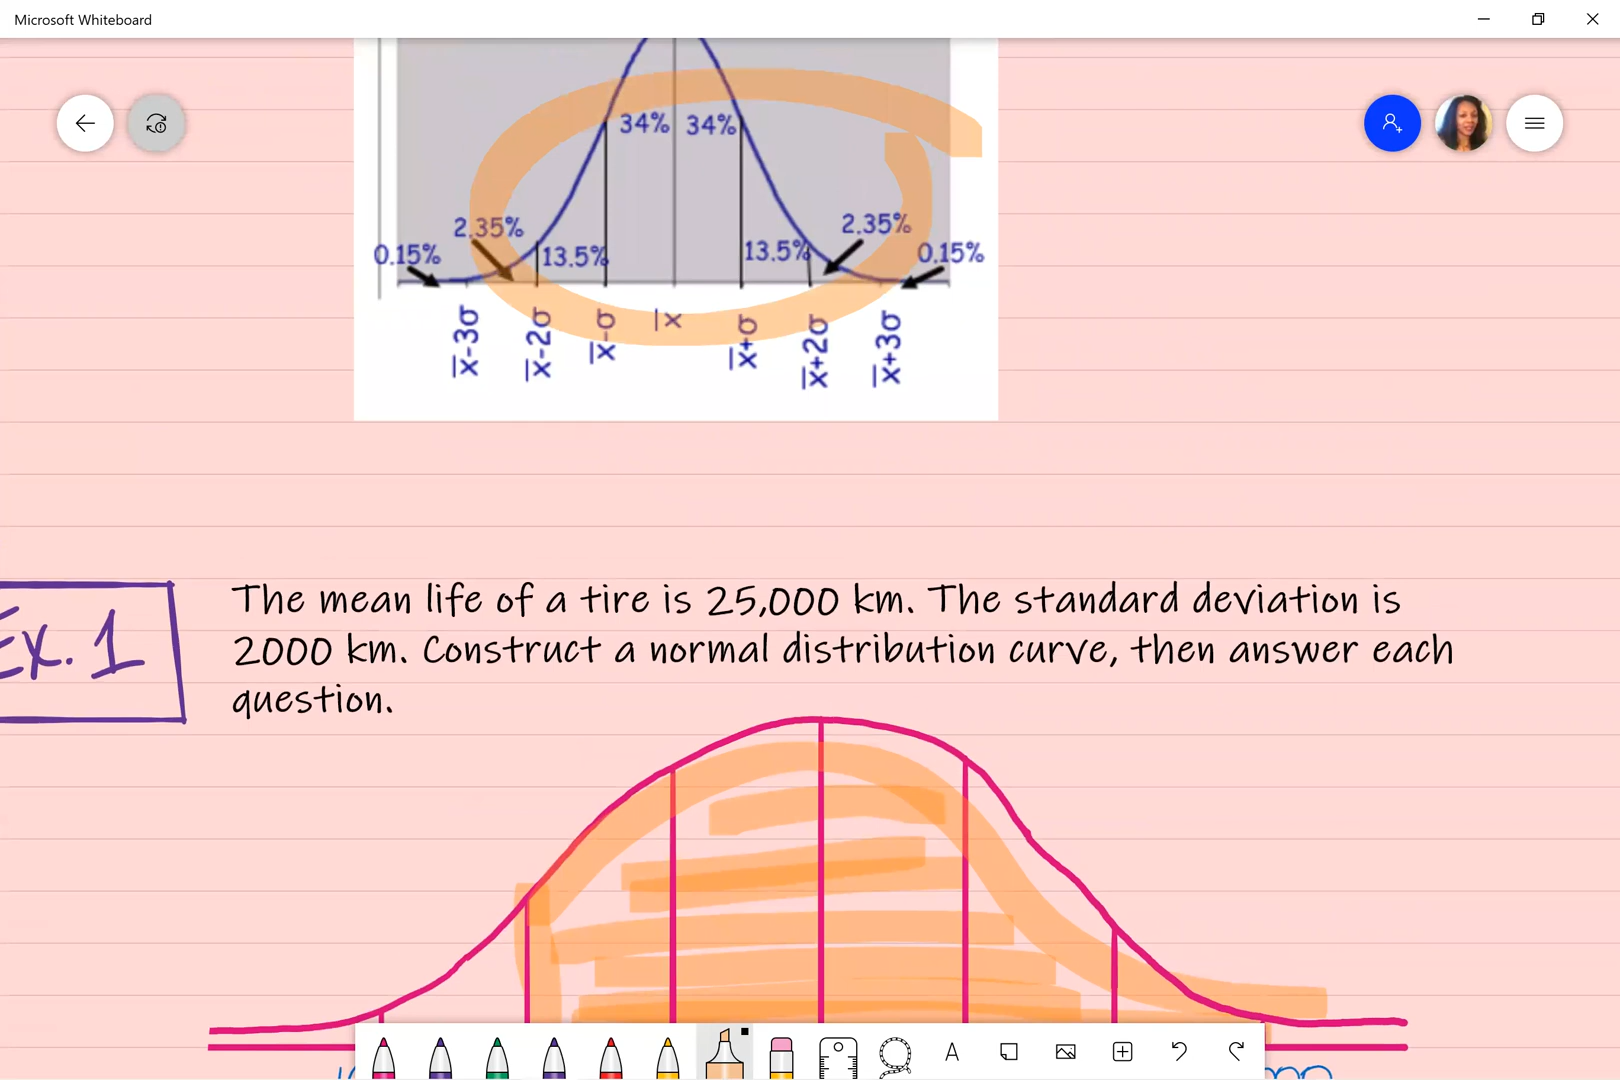 Microsoft Whiteboard
34% 34%
2.35% 2.35%
0.15% 13.5% 13.5% 0.15%
x̅-3σ x̅-2σ x̅-σ x̅ x̅+σ x̅+2σ x̅+3σ
Ex. 1
The mean life of a tire is 25,000 km. The standard deviation is
2000 km. Construct a normal distribution curve, then answer each
question.